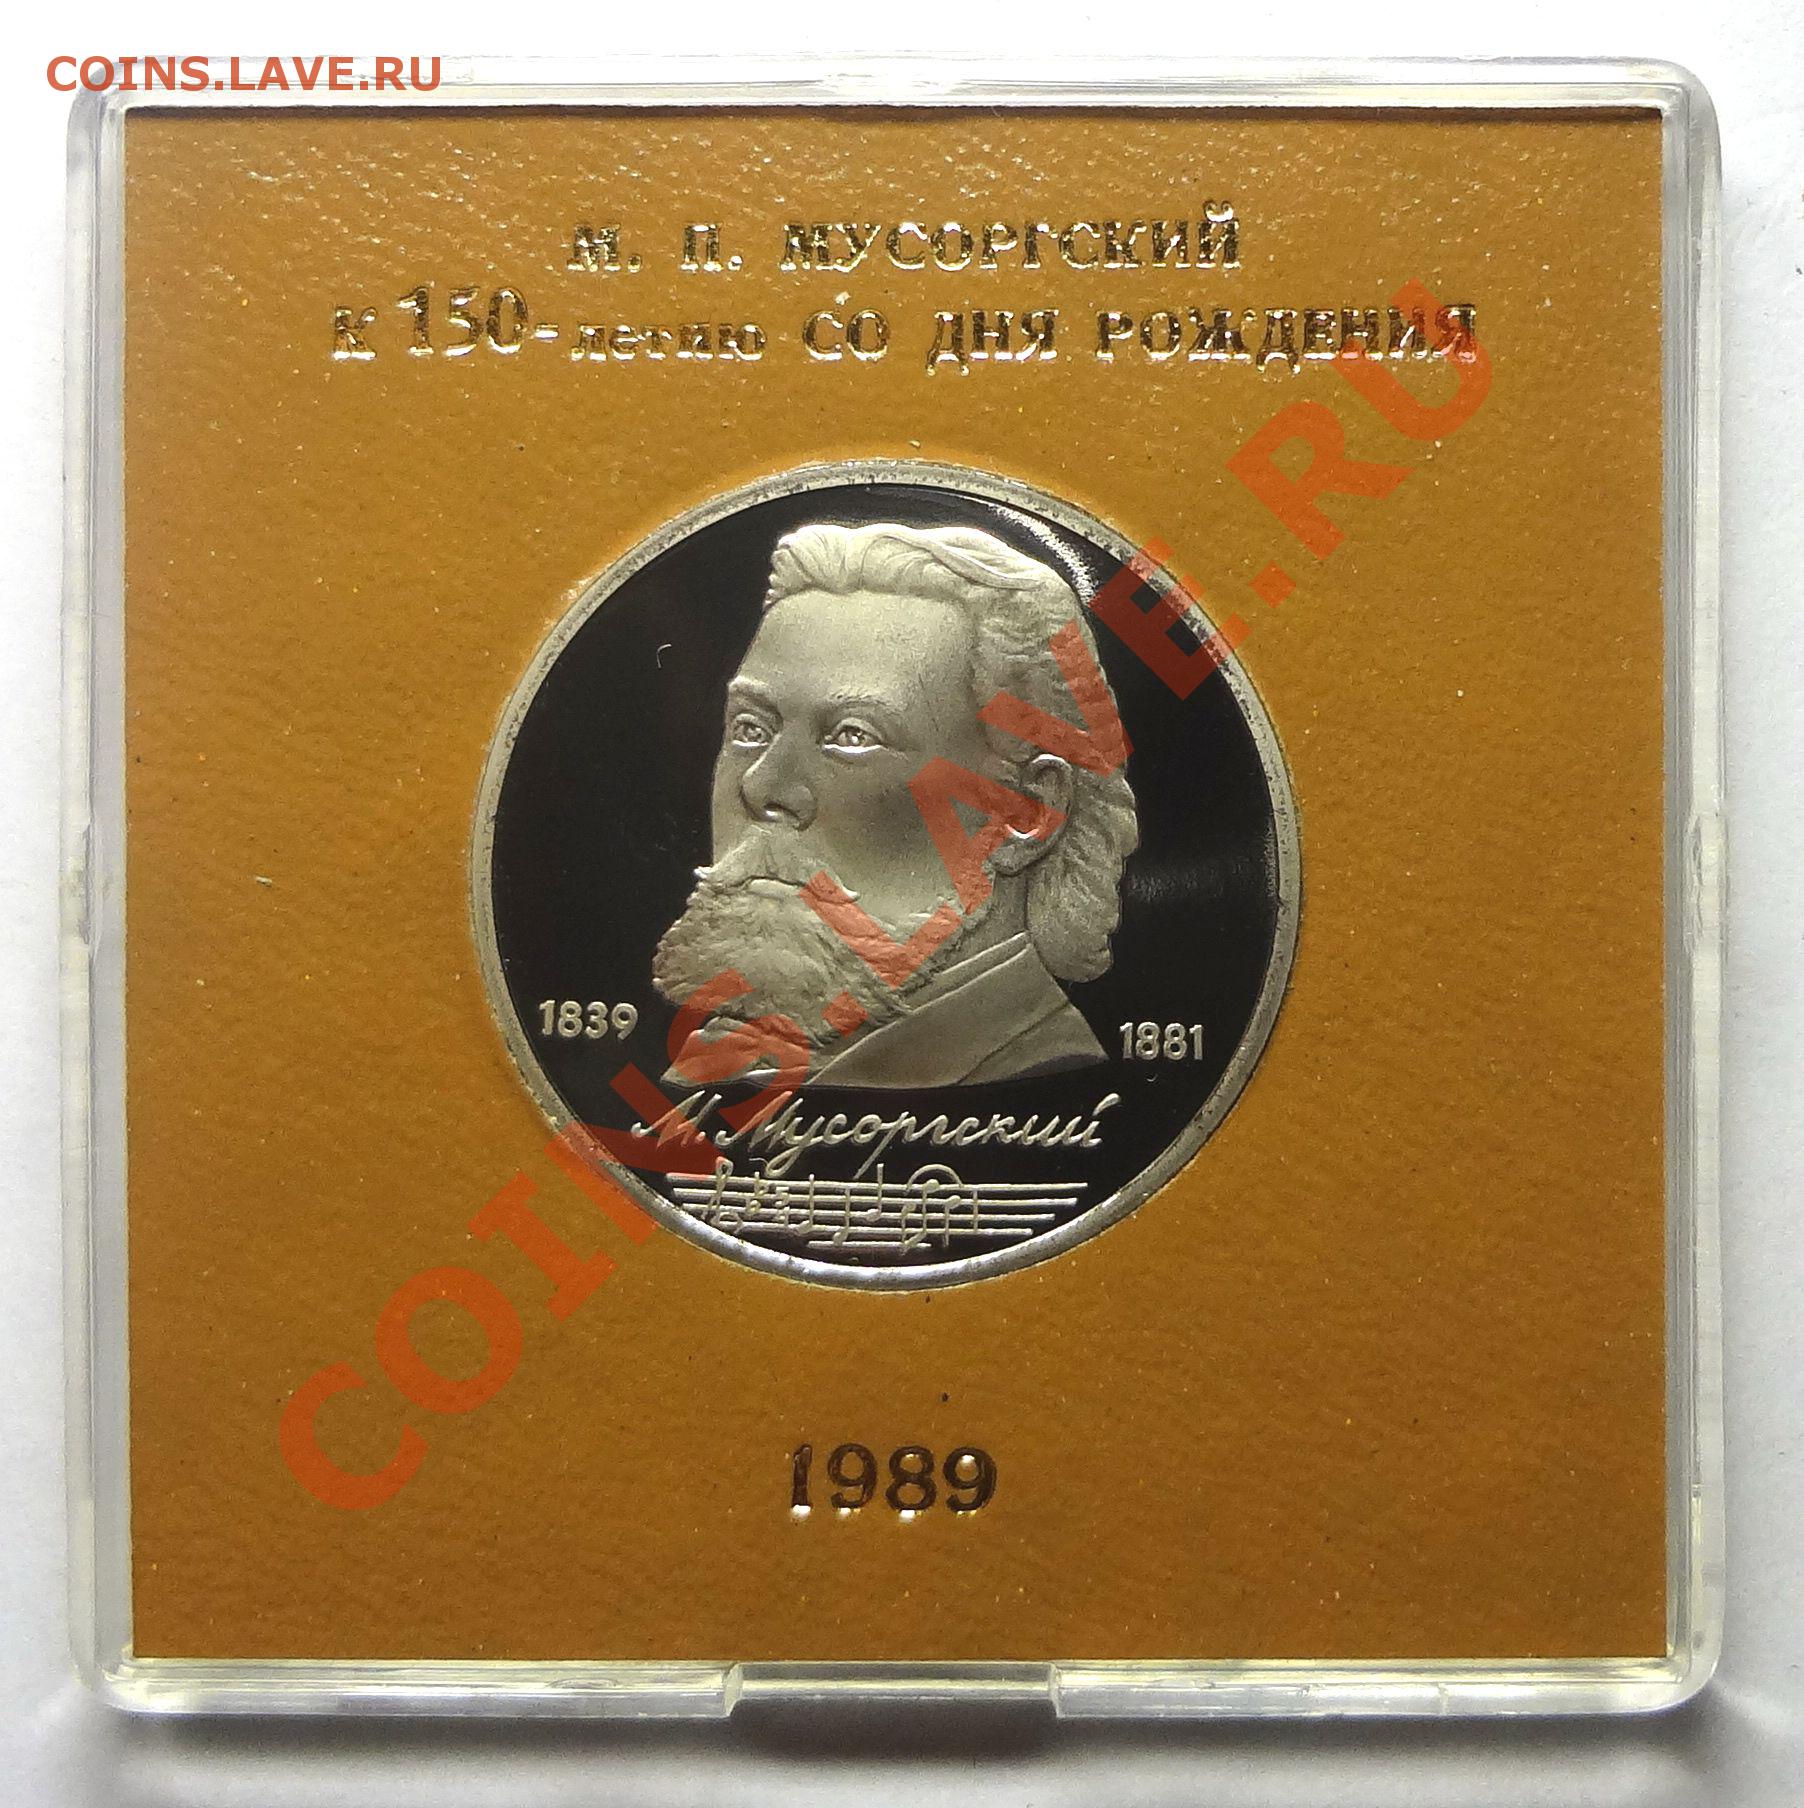 COINS.LAVE.RU
М. П. МУСОРГСКИЙ
К 150-летию СО ДНЯ РОЖДЕНИЯ
1839
1881
М. Мусоргский
1989
COINS.LAVE.RU